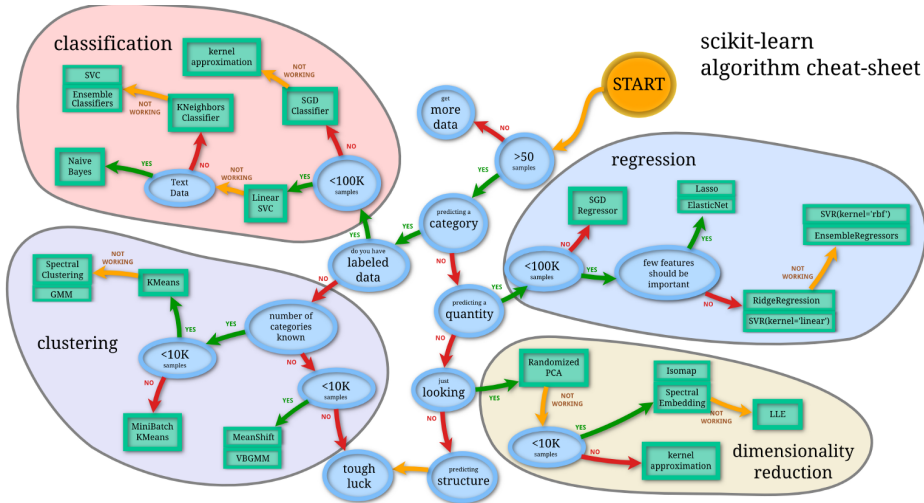 classification
scikit-learn
algorithm cheat-sheet
START
kernel
approximation
NOT
WORKING
SVC
Ensemble
Classifiers
NOT
WORKING
KNeighbors
Classifier
SGD
Classifier
get
more
data
NO
>50
samples
Naive
Bayes
YES
NO
Text
Data
NOT
WORKING
Linear
SVC
YES
NO
<100K
samples
YES
YES
predicting a
category
YES
do you have
labeled
data
NO
NO
regression
SGD
Regressor
Lasso
ElasticNet
YES
SVR(kernel='rbf')
EnsembleRegressors
NO
<100K
samples
YES
few features
should be
important
NOT
WORKING
NO
RidgeRegression
SVR(kernel='linear')
predicting a
quantity
YES
NO
Spectral
Clustering
GMM
NOT
WORKING
KMeans
number of
categories
known
YES
YES
clustering
<10K
samples
NO
NO
<10K
samples
MiniBatch
KMeans
YES
NO
MeanShift
VBGMM
just
looking
YES
NO
Randomized
PCA
NOT
WORKING
Isomap
Spectral
Embedding
YES
NOT
WORKING
LLE
<10K
samples
NO
kernel
approximation
dimensionality
reduction
tough
luck
predicting
structure